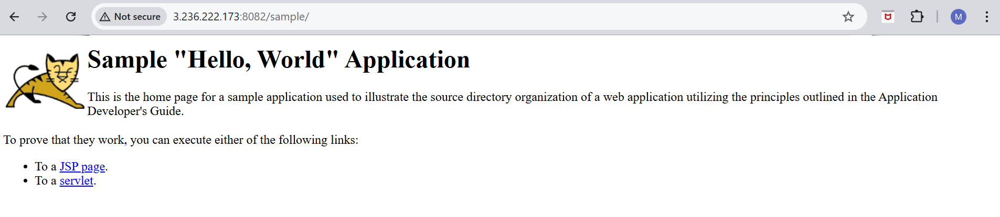 Not secure 3.236.222.173:8082/sample/
M
Sample "Hello, World" Application
This is the home page for a sample application used to illustrate the source directory organization of a web application utilizing the principles outlined in the Application
Developer's Guide.
To prove that they work, you can execute either of the following links:
• To a JSP page.
• To a servlet.